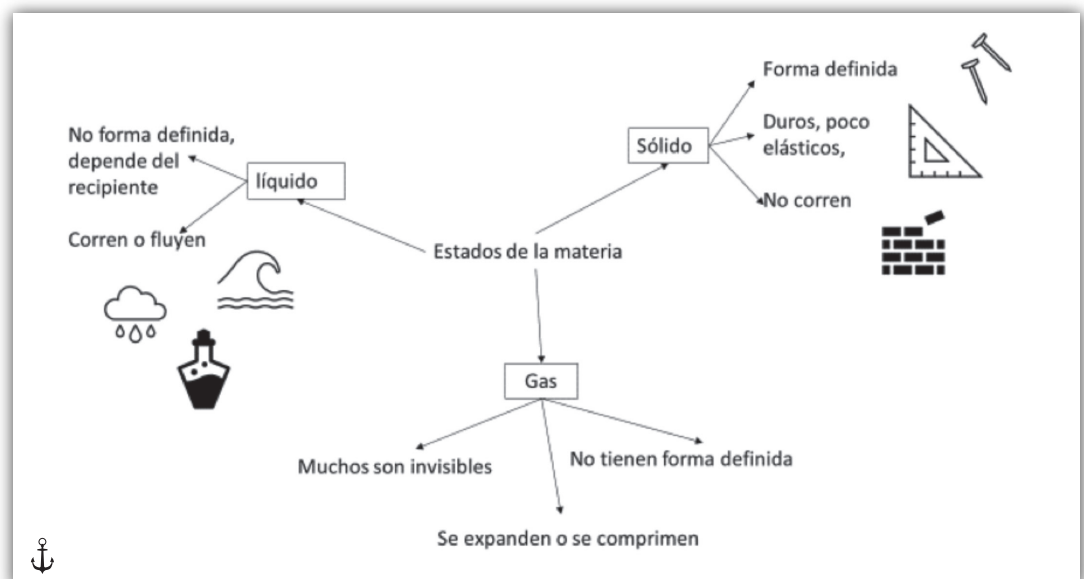 No forma definida,
depende del
recipiente
líquido
Corren o fluyen
Estados de la materia
Sólido
Forma definida
Duros, poco
elásticos,
No corren
Gas
Muchos son invisibles
No tienen forma definida
Se expanden o se comprimen